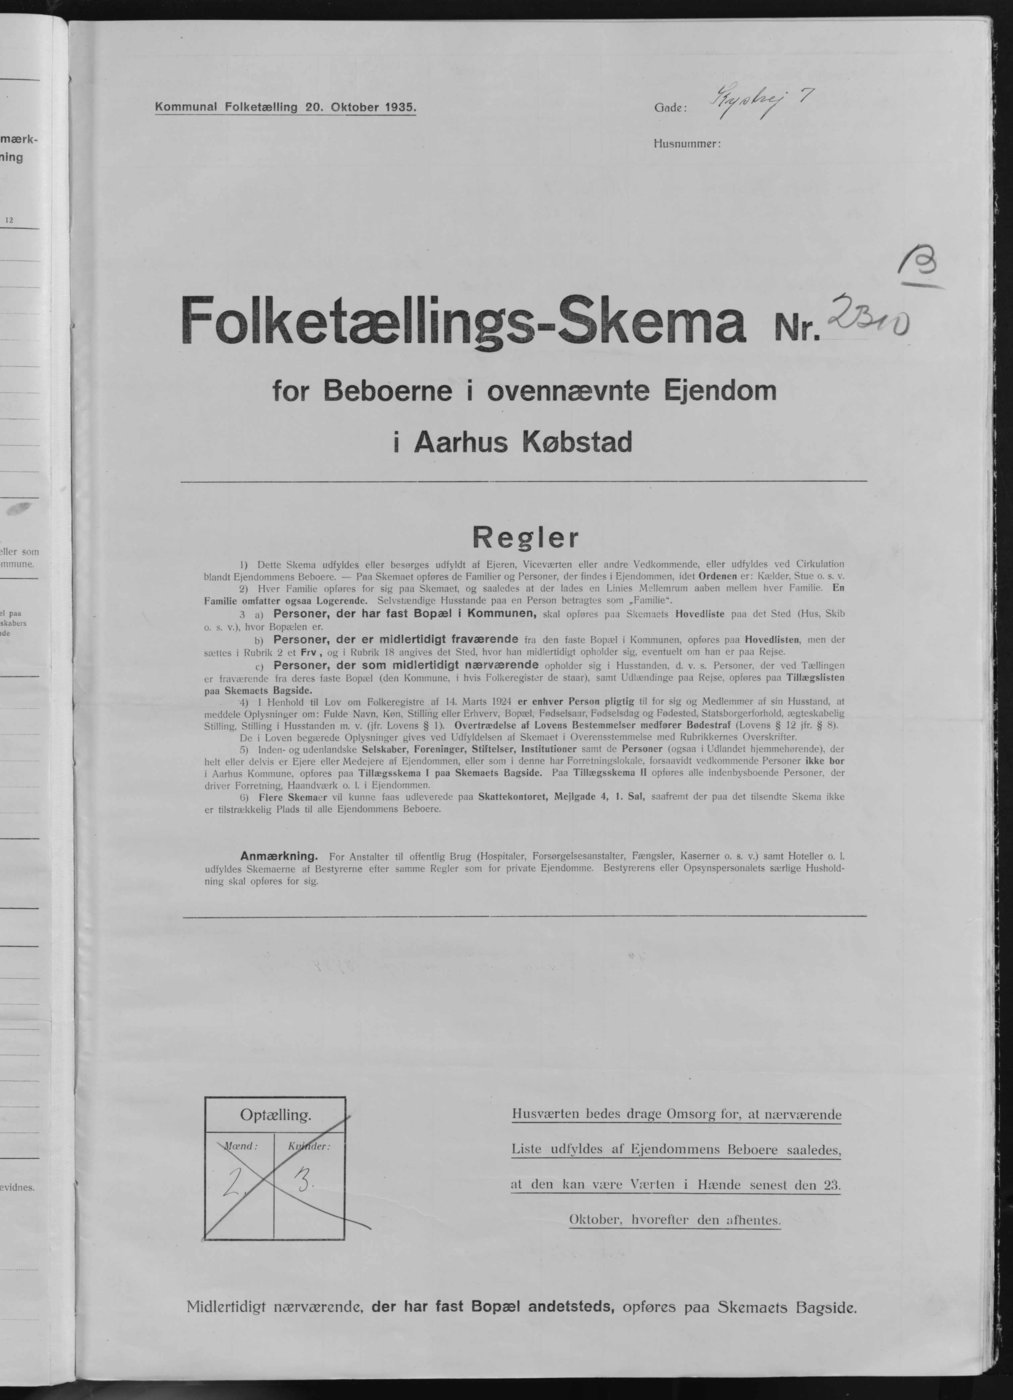 mærk-
ning
12
eller som
ommune.
el paa
skabers
de
evidnes.
Kommunal Folketælling 20. Oktober 1935.
Gade: Kystvej 7
Husnummer:
B
Folketællings-Skema Nr. 2310
for Beboerne i ovennævnte Ejendom
i Aarhus Købstad
Regler
1) Dette Skema udfyldes eller besørges udfyldt af Ejeren, Viceværten eller andre Vedkommende, eller udfyldes ved Cirkulation
blandt Ejendommens Beboere. — Paa Skemaet opføres de Familier og Personer, der findes i Ejendommen, idet Ordenen er: Kælder, Stue o. s. v.
2) Hver Familie opføres for sig paa Skemaet, og saaledes at der lades en Linies Mellemrum aaben mellem hver Familie. En
Familie omfatter ogsaa Logerende. Selvstændige Husstande paa en Person betragtes som „Familie“.
3 a) Personer, der har fast Bopæl i Kommunen, skal opføres paa Skemaets Hovedliste paa det Sted (Hus, Skib
o. s. v.), hvor Bopælen er.
b) Personer, der er midlertidigt fraværende fra den faste Bopæl i Kommunen, opføres paa Hovedlisten, men der
sættes i Rubrik 2 et Frv, og i Rubrik 18 angives det Sted, hvor han midlertidigt opholder sig, eventuelt om han er paa Rejse.
c) Personer, der som midlertidigt nærværende opholder sig i Husstanden, d. v. s. Personer, der ved Tællingen
er fraværende fra deres faste Bopæl (den Kommune, i hvis Folkeregister de staar), samt Udlændinge paa Rejse, opføres paa Tillægslisten
paa Skemaets Bagside.
4) I Henhold til Lov om Folkeregistre af 14. Marts 1924 er enhver Person pligtig til for sig og Medlemmer af sin Husstand, at
meddele Oplysninger om: Fulde Navn, Køn, Stilling eller Erhverv, Bopæl, Fødselsaar, Fødselsdag og Fødested, Statsborgerforhold, ægteskabelig
Stilling, Stilling i Husstanden m. v. (jfr. Lovens § 1). Overtrædelse af Lovens Bestemmelser medfører Bødestraf (Lovens § 12 jfr. § 8).
De i Loven begærede Oplysninger gives ved Udfyldelsen af Skemaet i Overensstemmelse med Rubrikkernes Overskrifter.
5) Inden- og udenlandske Selskaber, Foreninger, Stiftelser, Institutioner samt de Personer (ogsaa i Udlandet hjemmehørende), der
helt eller delvis er Ejere eller Medejere af Ejendommen, eller som i denne har Forretningslokale, forsaavidt vedkommende Personer ikke bor
i Aarhus Kommune, opføres paa Tillægsskema I paa Skemaets Bagside. Paa Tillægsskema II opføres alle indenbysboende Personer, der
driver Forretning, Haandværk o. l. i Ejendommen.
6) Flere Skemaer vil kunne faas udleverede paa Skattekontoret, Mejlgade 4, 1. Sal, saafremt der paa det tilsendte Skema ikke
er tilstrækkelig Plads til alle Ejendommens Beboere.
Anmærkning. For Anstalter til offentlig Brug (Hospitaler, Forsørgelsesanstalter, Fængsler, Kaserner o. s. v.) samt Hoteller o. l.
udfyldes Skemaerne af Bestyrerne efter samme Regler som for private Ejendomme. Bestyrerens eller Opsynspersonalets særlige Hushold-
ning skal opføres for sig.
Optælling.
Mænd: Kvinder:
2. 3.
Husværten bedes drage Omsorg for, at nærværende
Liste udfyldes af Ejendommens Beboere saaledes,
at den kan være Værten i Hænde senest den 23.
Oktober, hvorefter den afhentes.
Midlertidigt nærværende, der har fast Bopæl andetsteds, opføres paa Skemaets Bagside.